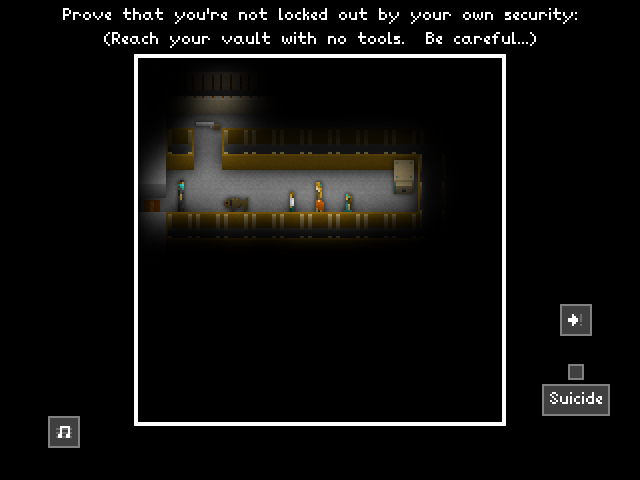 Prove that you're not locked out by your own security:
(Reach your vault with no tools.  Be careful...)
Suicide